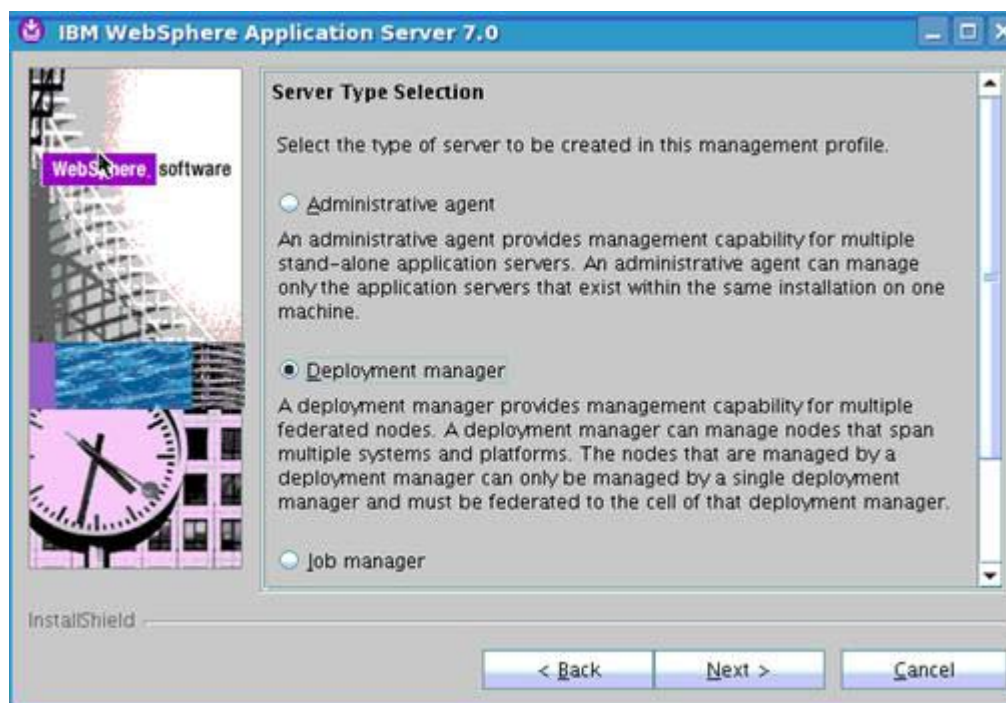 IBM WebSphere Application Server 7.0
WebSphere software
Server Type Selection
Select the type of server to be created in this management profile.
Administrative agent
An administrative agent provides management capability for multiple
stand-alone application servers. An administrative agent can manage
only the application servers that exist within the same installation on one
machine.
Deployment manager
A deployment manager provides management capability for multiple
federated nodes. A deployment manager can manage nodes that span
multiple systems and platforms. The nodes that are managed by a
deployment manager can only be managed by a single deployment
manager and must be federated to the cell of that deployment manager.
Job manager
InstallShield
< Back
Next >
Cancel